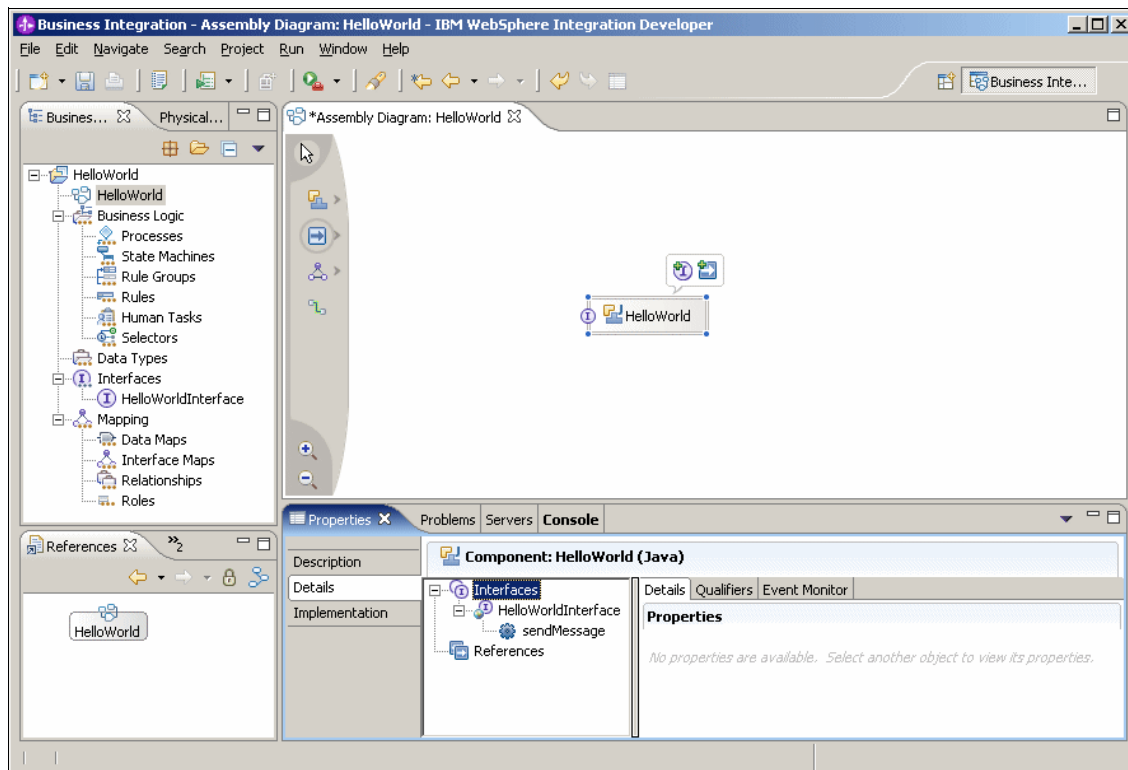 Business Integration - Assembly Diagram: HelloWorld - IBM WebSphere Integration Developer
File Edit Navigate Search Project Run Window Help
Business Inte...
Busines... Physical...
HelloWorld
HelloWorld
Business Logic
Processes
State Machines
Rule Groups
Rules
Human Tasks
Selectors
Data Types
Interfaces
HelloWorldInterface
Mapping
Data Maps
Interface Maps
Relationships
Roles
*Assembly Diagram: HelloWorld
HelloWorld
References »2
HelloWorld
Properties Problems Servers Console
Description
Details
Implementation
Component: HelloWorld (Java)
Interfaces
HelloWorldInterface
sendMessage
References
Details Qualifiers Event Monitor
Properties
No properties are available. Select another object to view its properties.